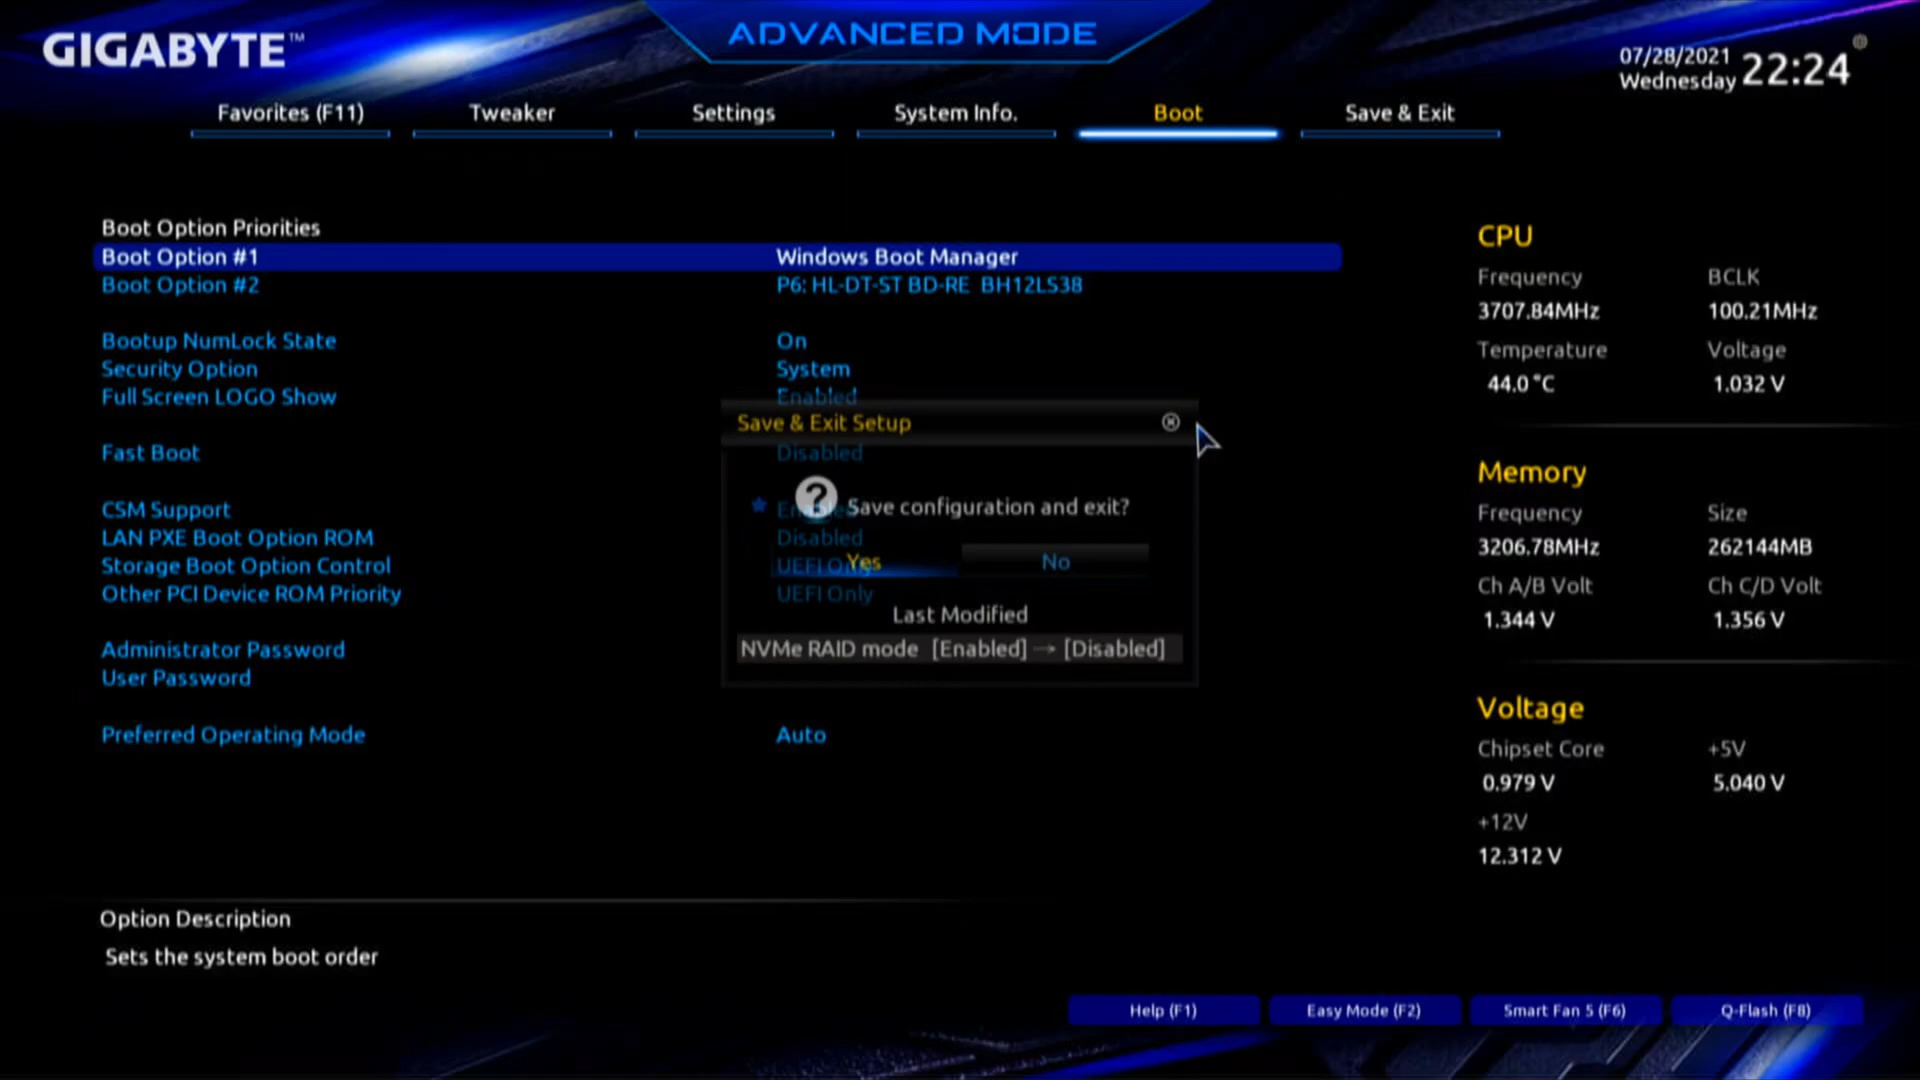 GIGABYTE™
ADVANCED MODE
07/28/2021
Wednesday
22:24
Favorites (F11) Tweaker Settings System Info. Boot Save & Exit
Boot Option Priorities
Boot Option #1 Windows Boot Manager
Boot Option #2 P6: HL-DT-ST BD-RE BH12LS38
Bootup NumLock State On
Security Option System
Full Screen LOGO Show Enabled
Fast Boot Disabled
CSM Support
LAN PXE Boot Option ROM Disabled
Storage Boot Option Control
Other PCI Device ROM Priority UEFI Only
Administrator Password
User Password
Preferred Operating Mode Auto
Save & Exit Setup
Save configuration and exit?
Yes No
Last Modified
NVMe RAID mode [Enabled] → [Disabled]
CPU
Frequency BCLK
3707.84MHz 100.21MHz
Temperature Voltage
44.0 °C 1.032 V
Memory
Frequency Size
3206.78MHz 262144MB
Ch A/B Volt Ch C/D Volt
1.344 V 1.356 V
Voltage
Chipset Core +5V
0.979 V 5.040 V
+12V
12.312 V
Option Description
Sets the system boot order
Help (F1) Easy Mode (F2) Smart Fan 5 (F6) Q-Flash (F8)